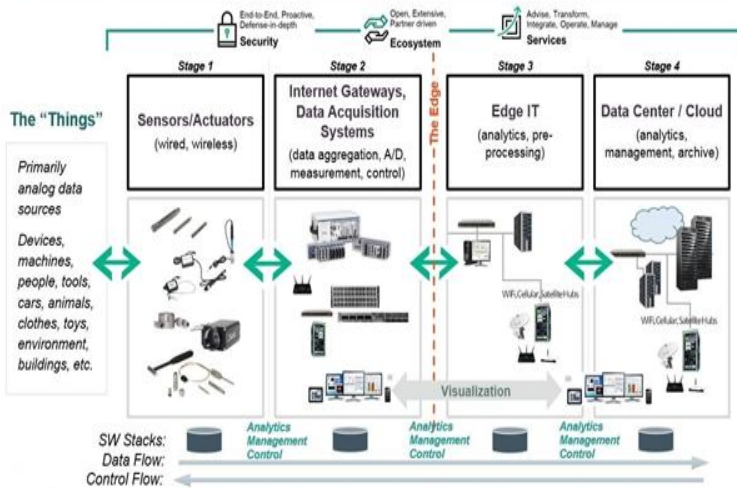 End-to-End, Proactive,
Defense-in-depth
Security
Open, Extensive,
Partner driven
Ecosystem
Advise, Transform,
Integrate, Operate, Manage
Services
Stage 1
Stage 2
Stage 3
Stage 4
The "Things"
Primarily
analog data
sources
Devices,
machines,
people, tools,
cars, animals,
clothes, toys,
environment,
buildings, etc.
Sensors/Actuators
(wired, wireless)
Internet Gateways,
Data Acquisition
Systems
(data aggregation, A/D,
measurement, control)
The Edge
Edge IT
(analytics, pre-
processing)
Data Center / Cloud
(analytics,
management, archive)
WiFi, Cellular, Satellite Hubs
WiFi, Cellular, Satellite Hubs
Visualization
SW Stacks:
Analytics
Management
Control
Analytics
Management
Control
Analytics
Management
Control
Data Flow:
Control Flow: